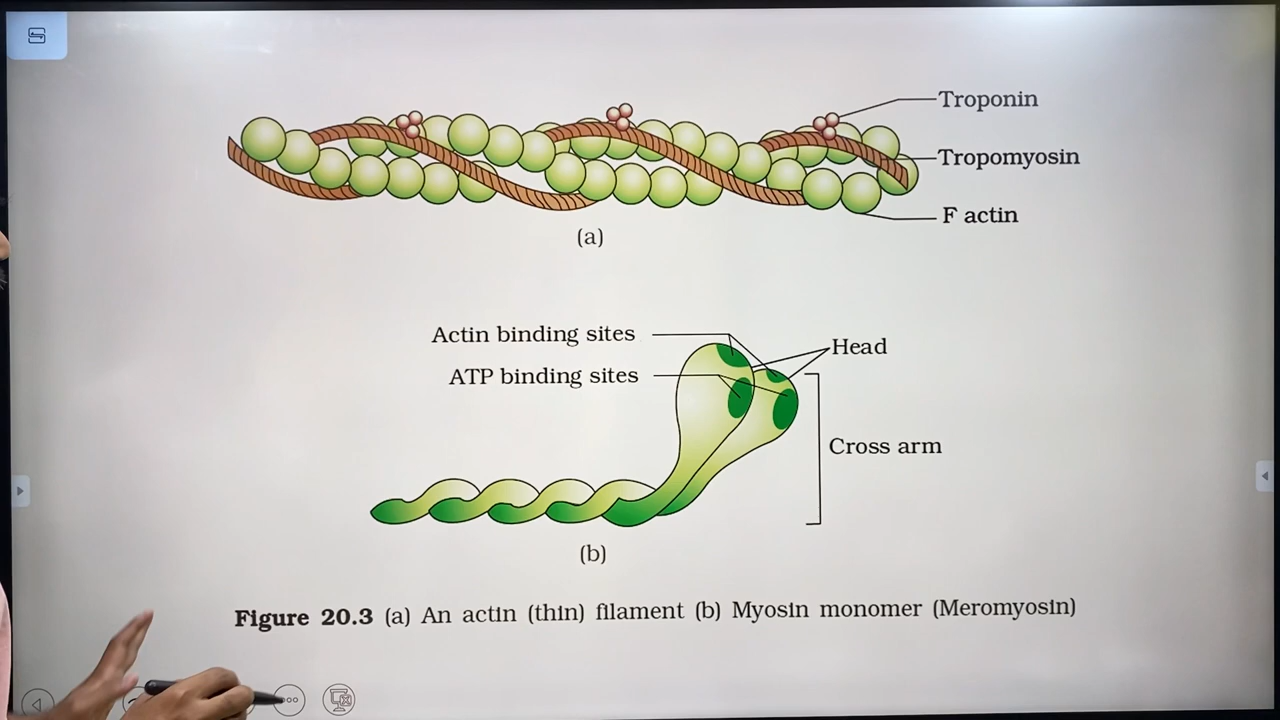 Troponin
Tropomyosin
F actin
(a)
Actin binding sites
Head
ATP binding sites
Cross arm
(b)
Figure 20.3 (a) An actin (thin) filament (b) Myosin monomer (Meromyosin)